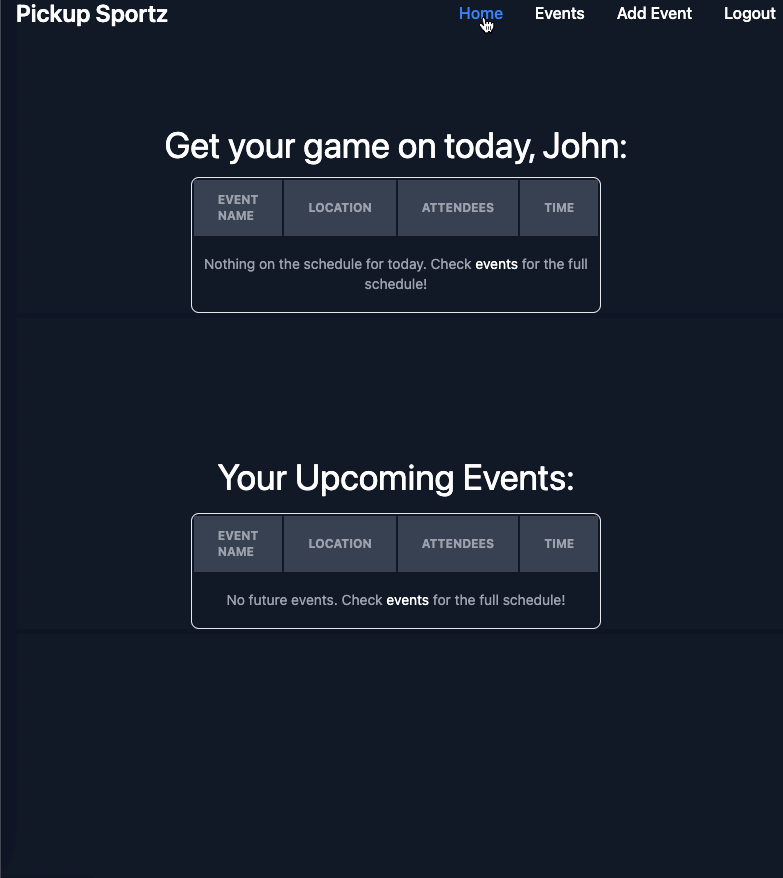 Pickup Sportz
Home Events Add Event Logout
Get your game on today, John:
EVENT NAME LOCATION ATTENDEES TIME
Nothing on the schedule for today. Check events for the full
schedule!
Your Upcoming Events:
EVENT NAME LOCATION ATTENDEES TIME
No future events. Check events for the full schedule!